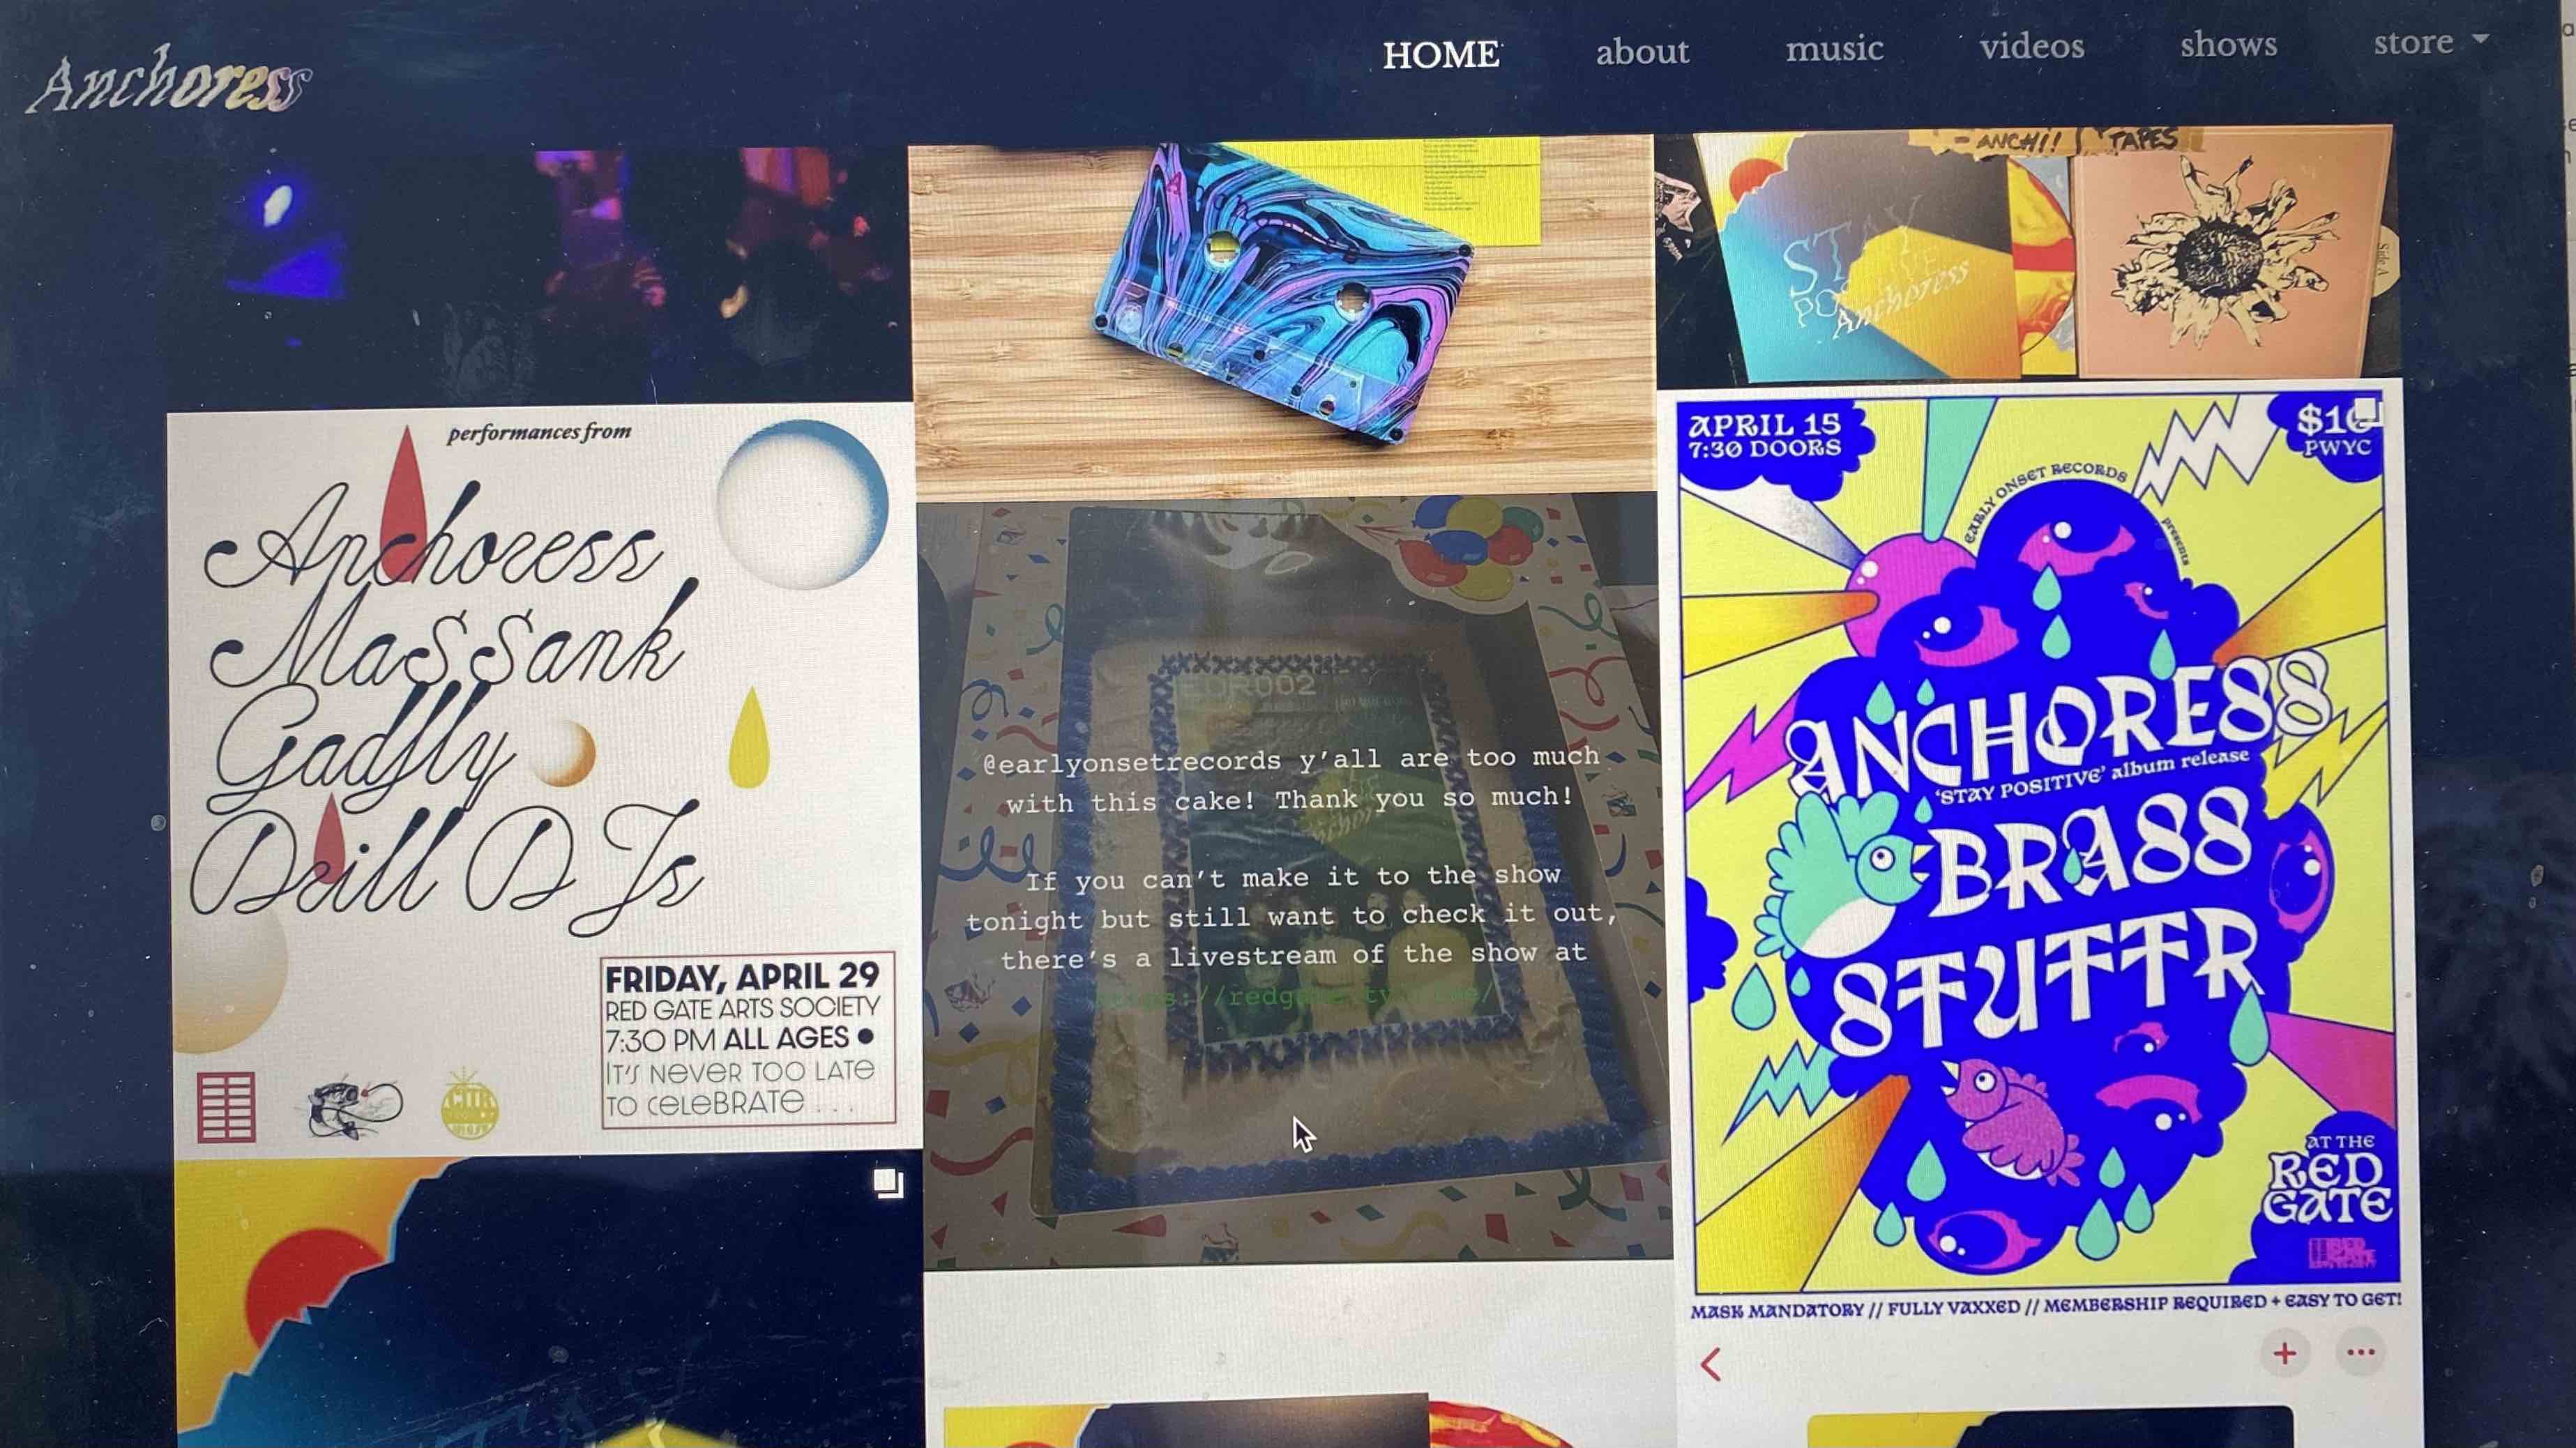 Anchoress
HOME about music videos shows store
- ANCHI! TAPES
STAY
Anchoress
Side A
performances from
Anchoress
MasSank
Gadfly
Drill DJs
FRIDAY, APRIL 29
RED GATE ARTS SOCIETY
7:30 PM ALL AGES ●
IT'S NEVER TOO LATE
TO CELEBRATE . . .
CITR
EOR002
@earlyonsetrecords y'all are too much
with this cake! Thank you so much!
If you can't make it to the show
tonight but still want to check it out,
there's a livestream of the show at
APRIL 15
7:30 DOORS
$10
PWYC
EARLY ONSET RECORDS
presents
ANCHORESS
'STAY POSITIVE' album release
BRASS
STUTTR
AT THE
RED
GATE
MASK MANDATORY // FULLY VAXXED // MEMBERSHIP REQUIRED + EASY TO GET!